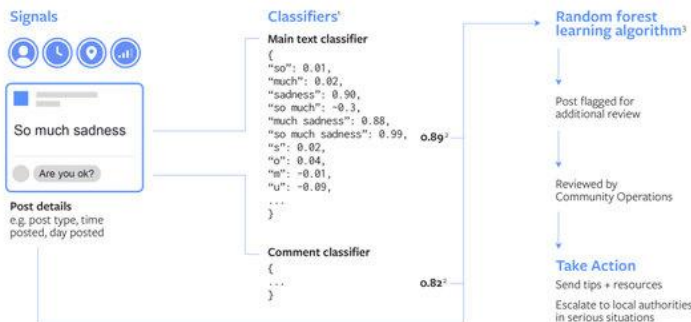 Signals
So much sadness
Are you ok?
Post details
e.g. post type, time
posted, day posted
Classifiers¹
Main text classifier
{
"so": 0.01,
"much": 0.02,
"sadness": 0.90,
"so much": -0.3,
"much sadness": 0.88,
"so much sadness": 0.99,
"s": 0.02,
"o": 0.04,
"m": -0.01,
"u": -0.09,
...
}
0.89²
Comment classifier
{
...
}
0.82²
Random forest
learning algorithm³
Post flagged for
additional review
Reviewed by
Community Operations
Take Action
Send tips + resources
Escalate to local authorities
in serious situations